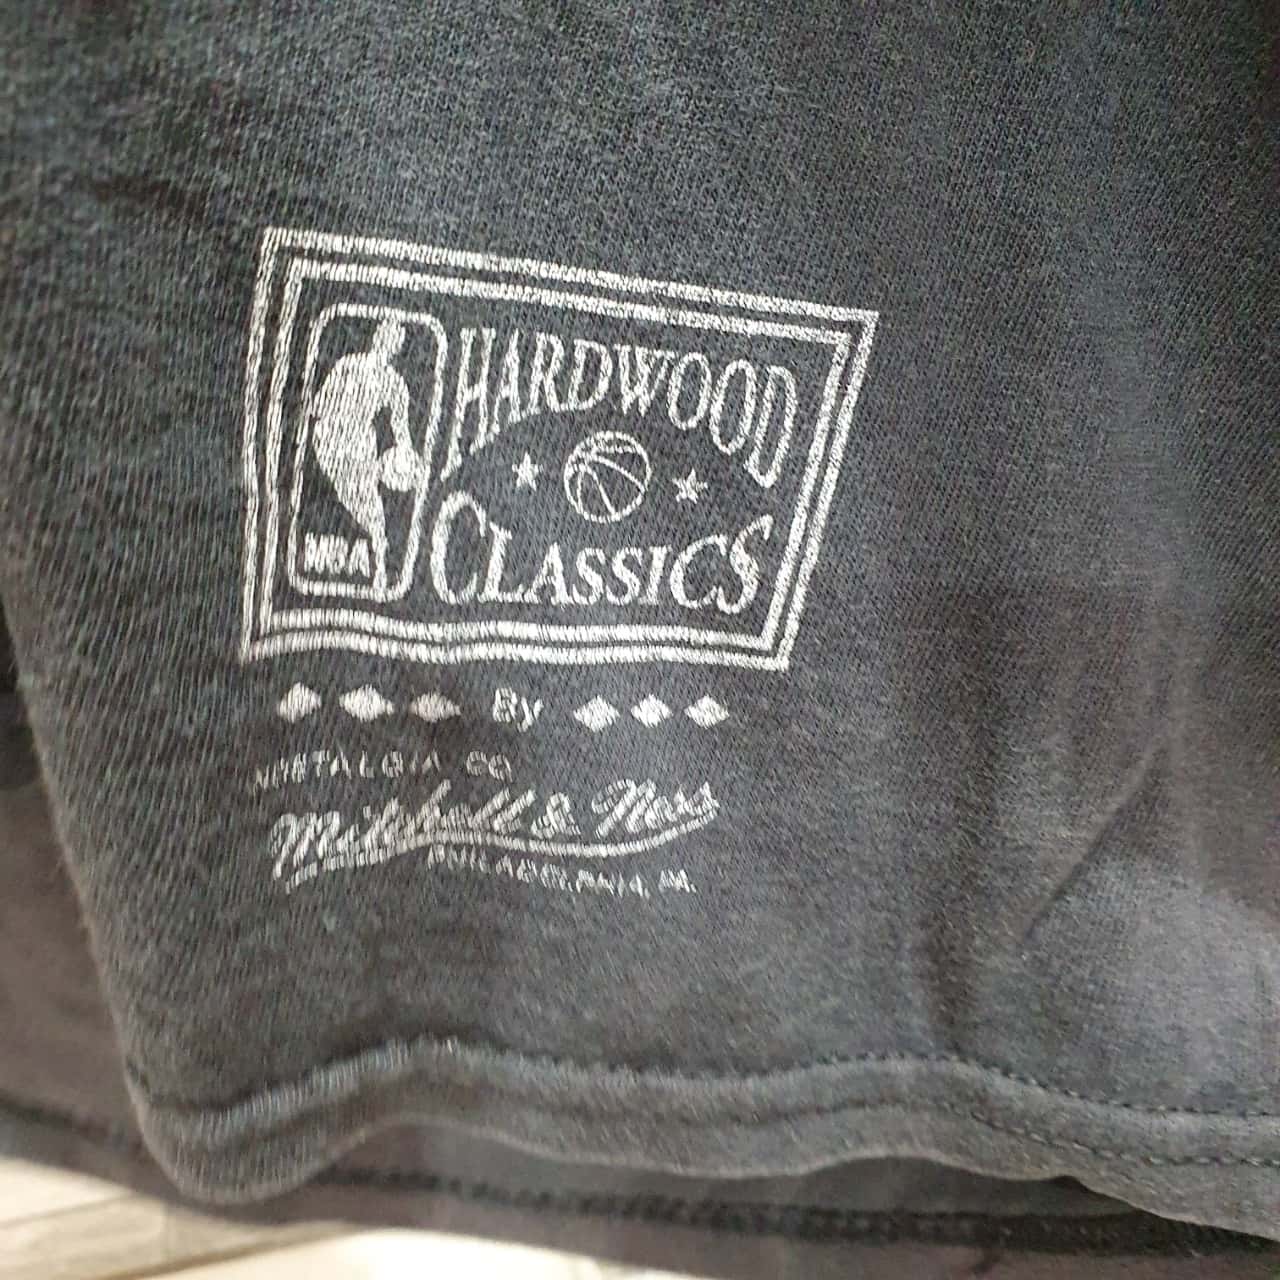 HARDWOOD
CLASSICS
NBA
By
NOSTALGIA CO.
Mitchell & Ness
PHILADELPHIA, PA.